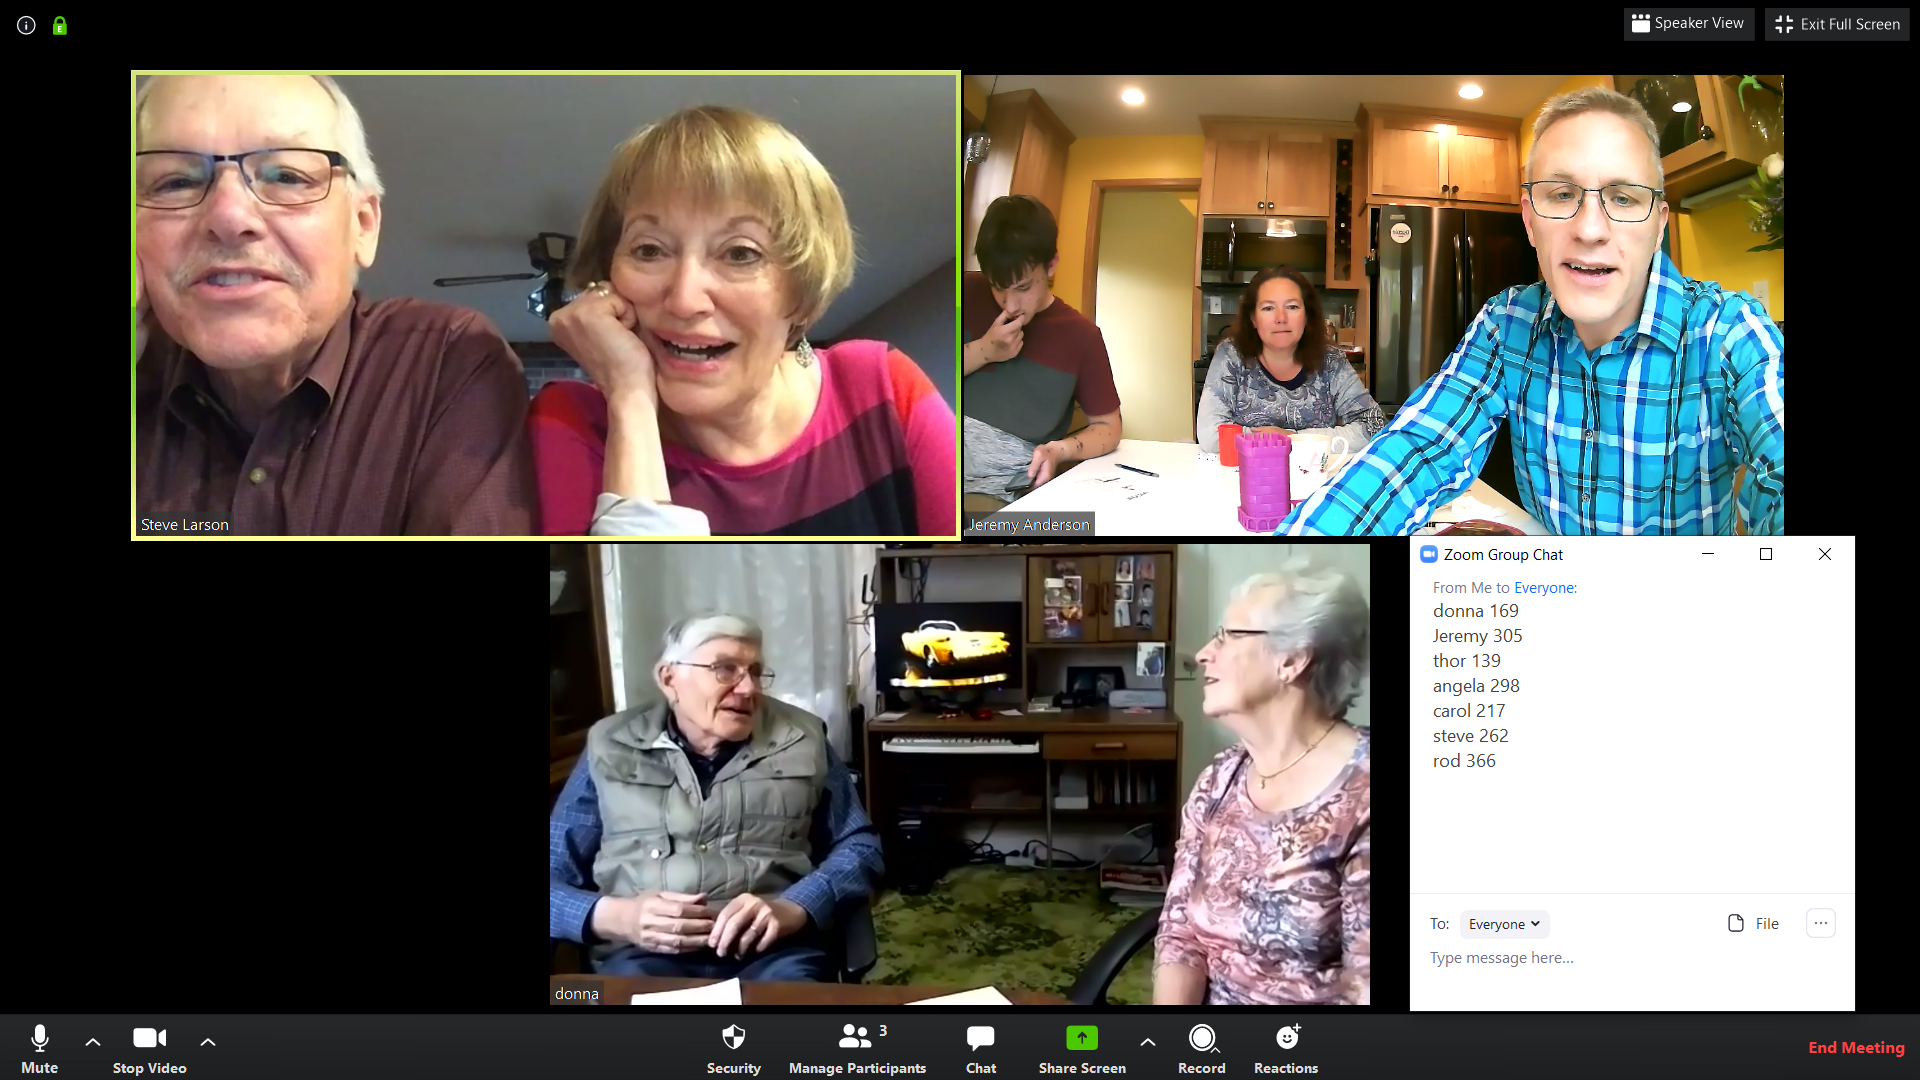 Speaker View
Exit Full Screen
Steve Larson
Jeremy Anderson
Zoom Group Chat
From Me to Everyone:
donna 169
Jeremy 305
thor 139
angela 298
carol 217
steve 262
rod 366
To: Everyone
File
Type message here...
donna
3
Mute
Stop Video
Security
Manage Participants
Chat
Share Screen
Record
Reactions
End Meeting